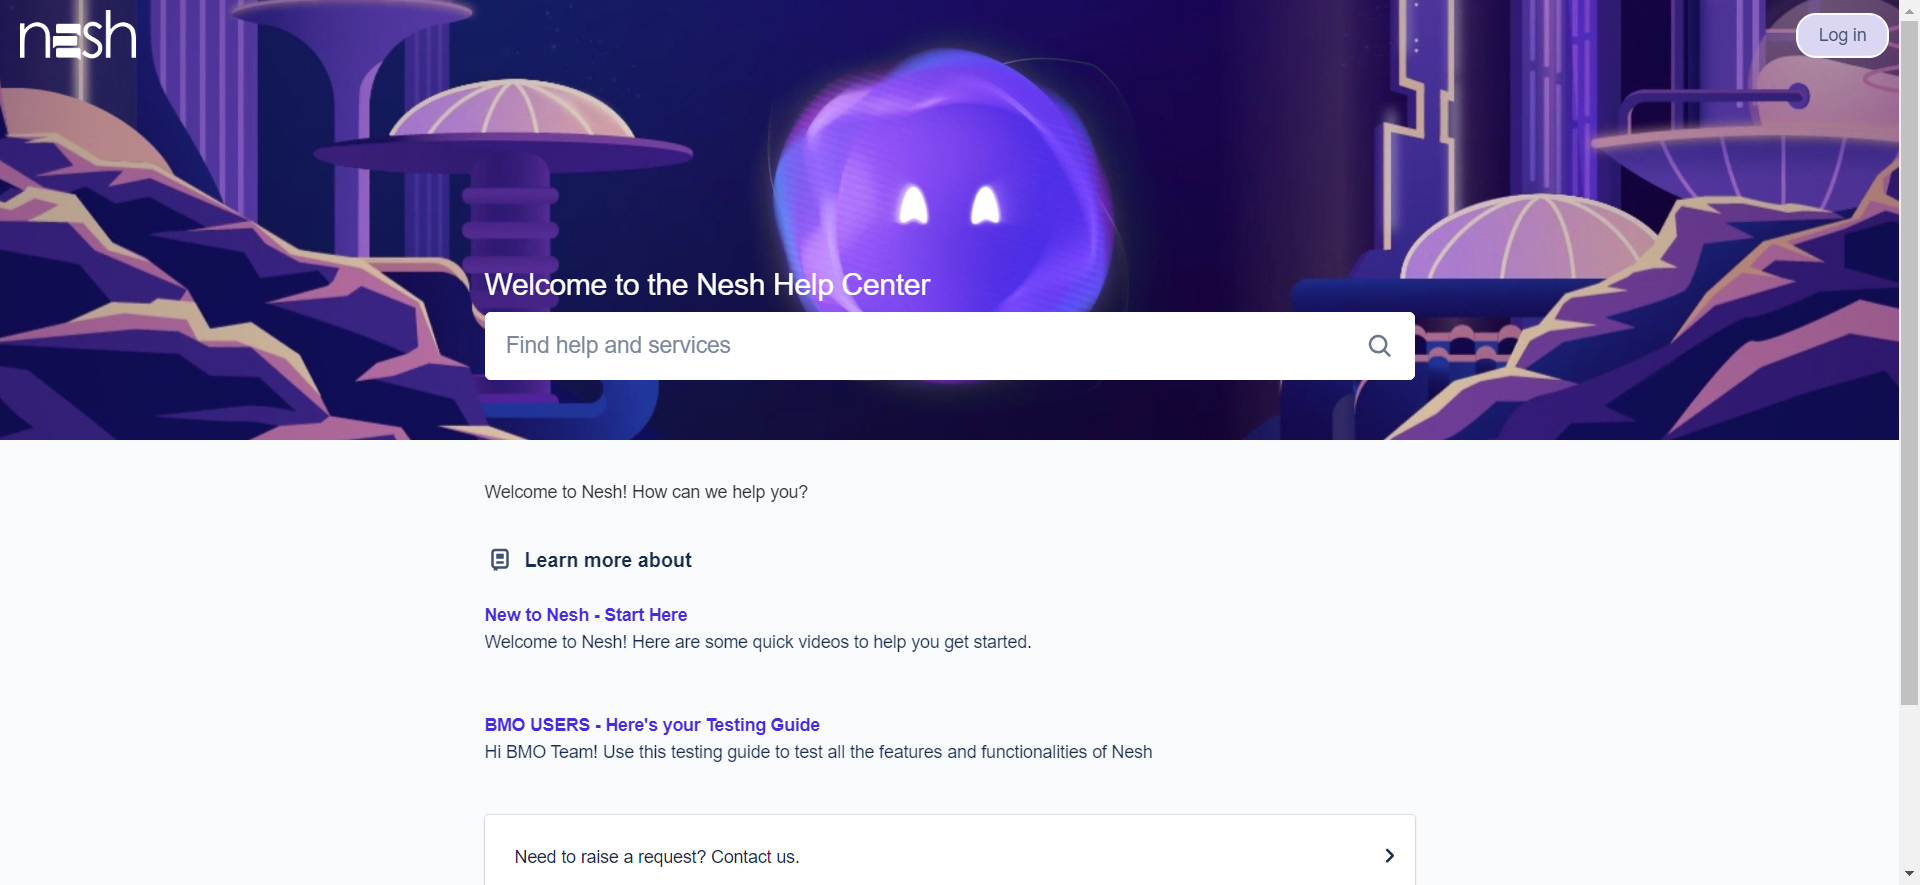 nesh
Log in
Welcome to the Nesh Help Center
Find help and services
Welcome to Nesh! How can we help you?
Learn more about
New to Nesh - Start Here
Welcome to Nesh! Here are some quick videos to help you get started.
BMO USERS - Here's your Testing Guide
Hi BMO Team! Use this testing guide to test all the features and functionalities of Nesh
Need to raise a request? Contact us.